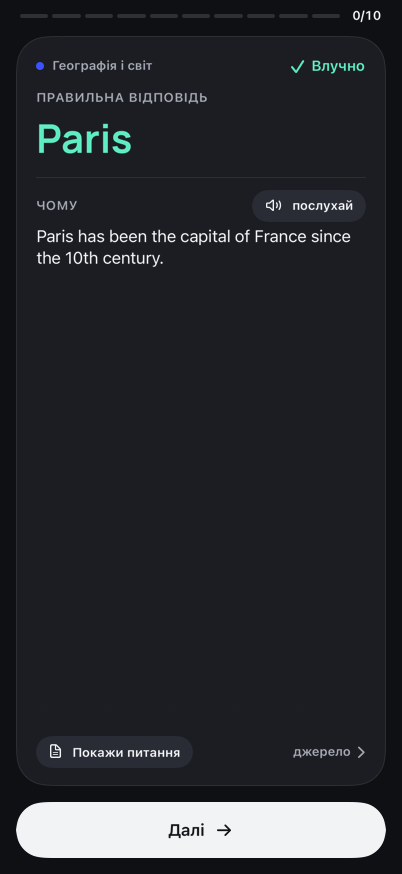 0/10
Географія і світ
Влучно
ПРАВИЛЬНА ВІДПОВІДЬ
Paris
ЧОМУ
послухай
Paris has been the capital of France since
the 10th century.
Покажи питання
джерело
Далі